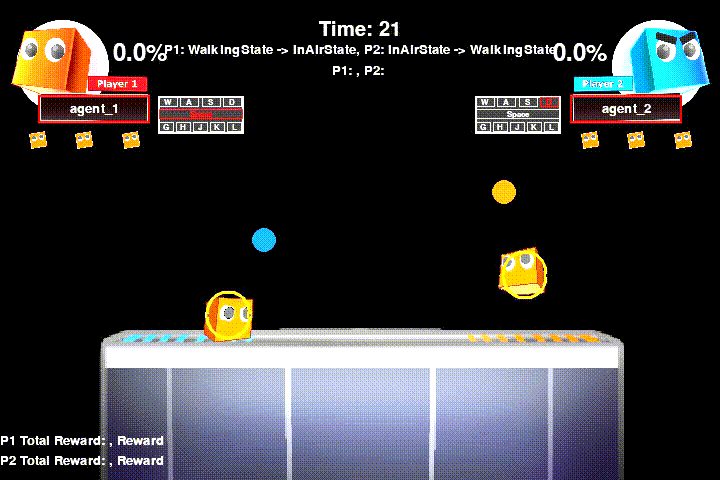 Time: 21
0.0%
P1: WalkingState -> InAirState, P2: InAirState -> WalkingState
0.0%
P1: , P2:
Player 1
Player 2
agent_1
agent_2
W A S D
G H J K L
W A S
Space
G H J K L
P1 Total Reward: , Reward
P2 Total Reward: , Reward